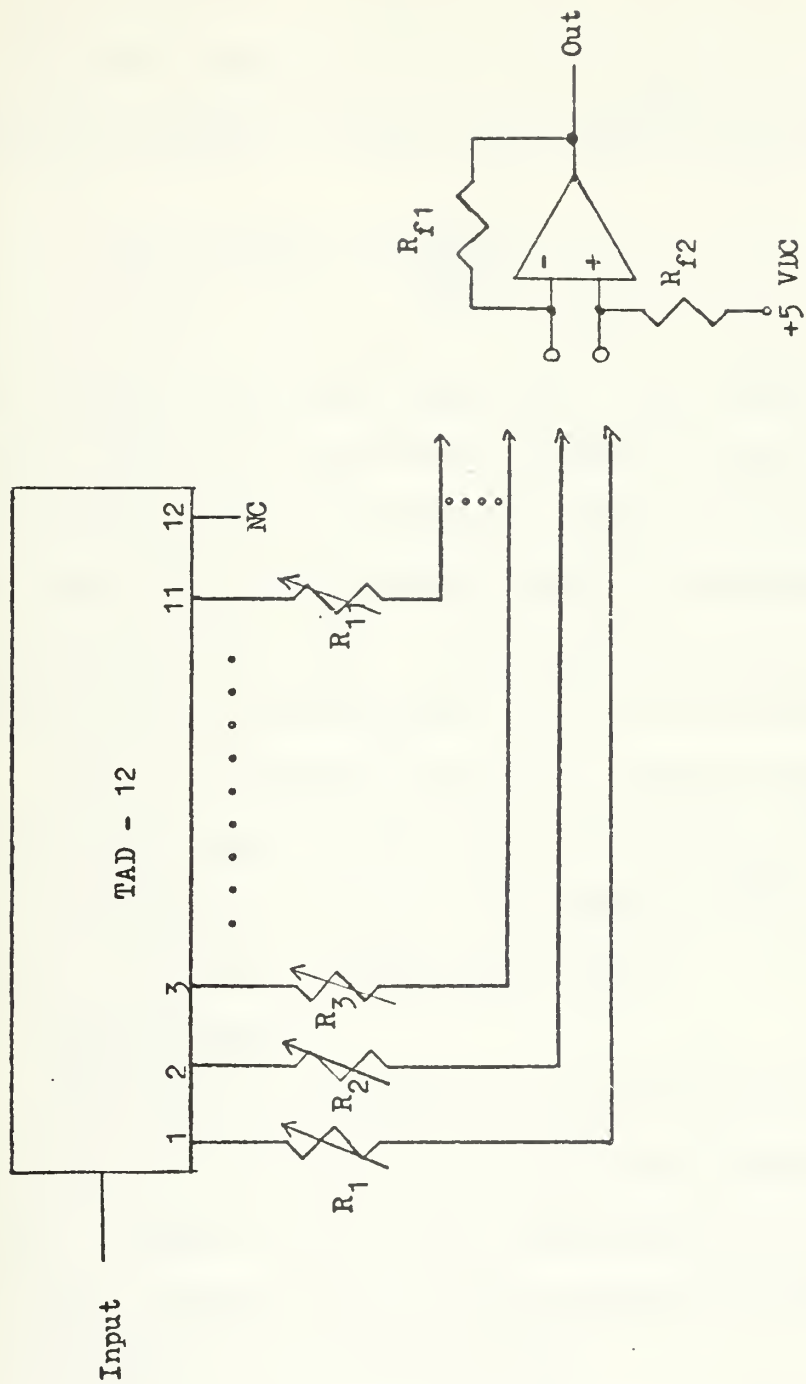 Input
TAD - 12
1
2
3
11
12
NC
R1
R2
R3
R11
Rf1
-
+
Out
Rf2
+5 VDC